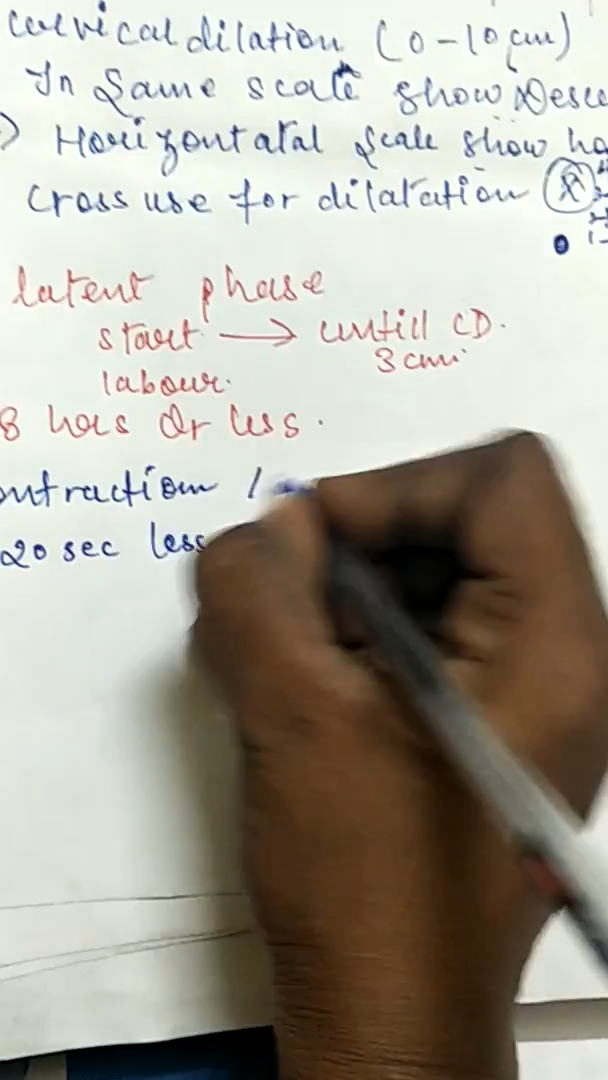 cervical dilation (0-10 cm)
In Same scale show Desce
Horizontatal Scale show ho
Cross use for dilatation X
latent phase
start → untill CD.
3 cm.
labour.
8 hors Or less.
ontraction /
20 sec less